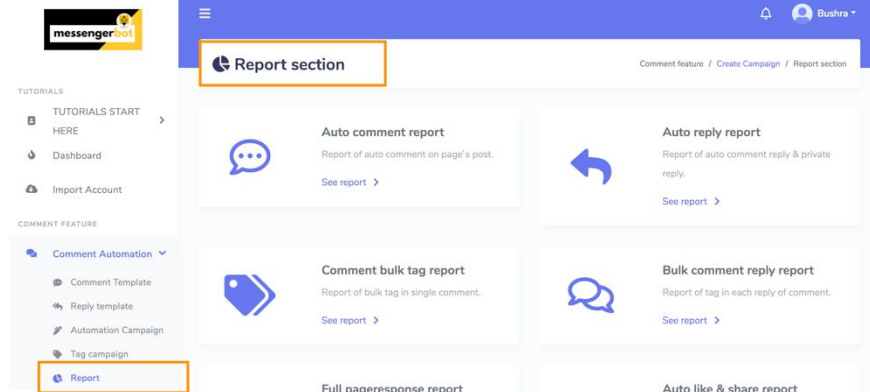 messengerbot
Bushra
Report section
Comment feature / Create Campaign / Report section
TUTORIALS
TUTORIALS START
HERE
Dashboard
Import Account
COMMENT FEATURE
Comment Automation
Comment Template
Reply template
Automation Campaign
Tag campaign
Report
Auto comment report
Report of auto comment on page's post.
See report >
Auto reply report
Report of auto comment reply & private
reply.
See report >
Comment bulk tag report
Report of bulk tag in single comment.
See report >
Bulk comment reply report
Report of tag in each reply of comment.
See report >
Full pageresponse report
Auto like & share report